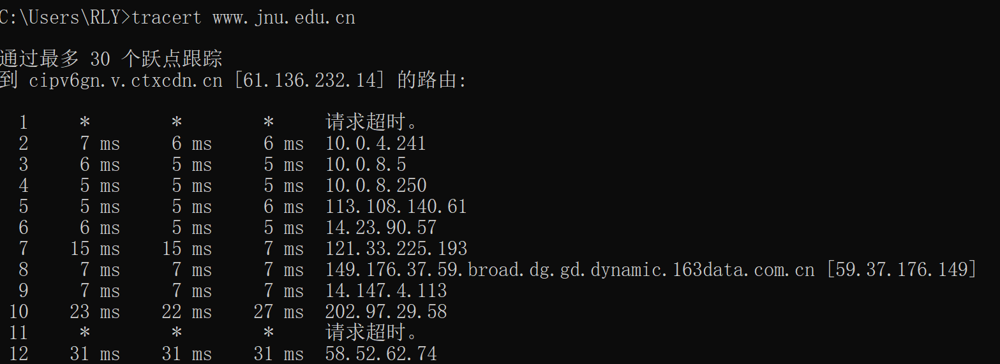 C:\Users\RLY>tracert www.jnu.edu.cn
通过最多 30 个跃点跟踪
到 cipv6gn.v.ctxcdn.cn [61.136.232.14] 的路由:
1 * * * 请求超时。
2 7 ms 6 ms 6 ms 10.0.4.241
3 6 ms 5 ms 5 ms 10.0.8.5
4 5 ms 5 ms 5 ms 10.0.8.250
5 5 ms 5 ms 6 ms 113.108.140.61
6 6 ms 5 ms 5 ms 14.23.90.57
7 15 ms 15 ms 7 ms 121.33.225.193
8 7 ms 7 ms 7 ms 149.176.37.59.broad.dg.gd.dynamic.163data.com.cn [59.37.176.149]
9 7 ms 7 ms 7 ms 14.147.4.113
10 23 ms 22 ms 27 ms 202.97.29.58
11 * * * 请求超时。
12 31 ms 31 ms 31 ms 58.52.62.74